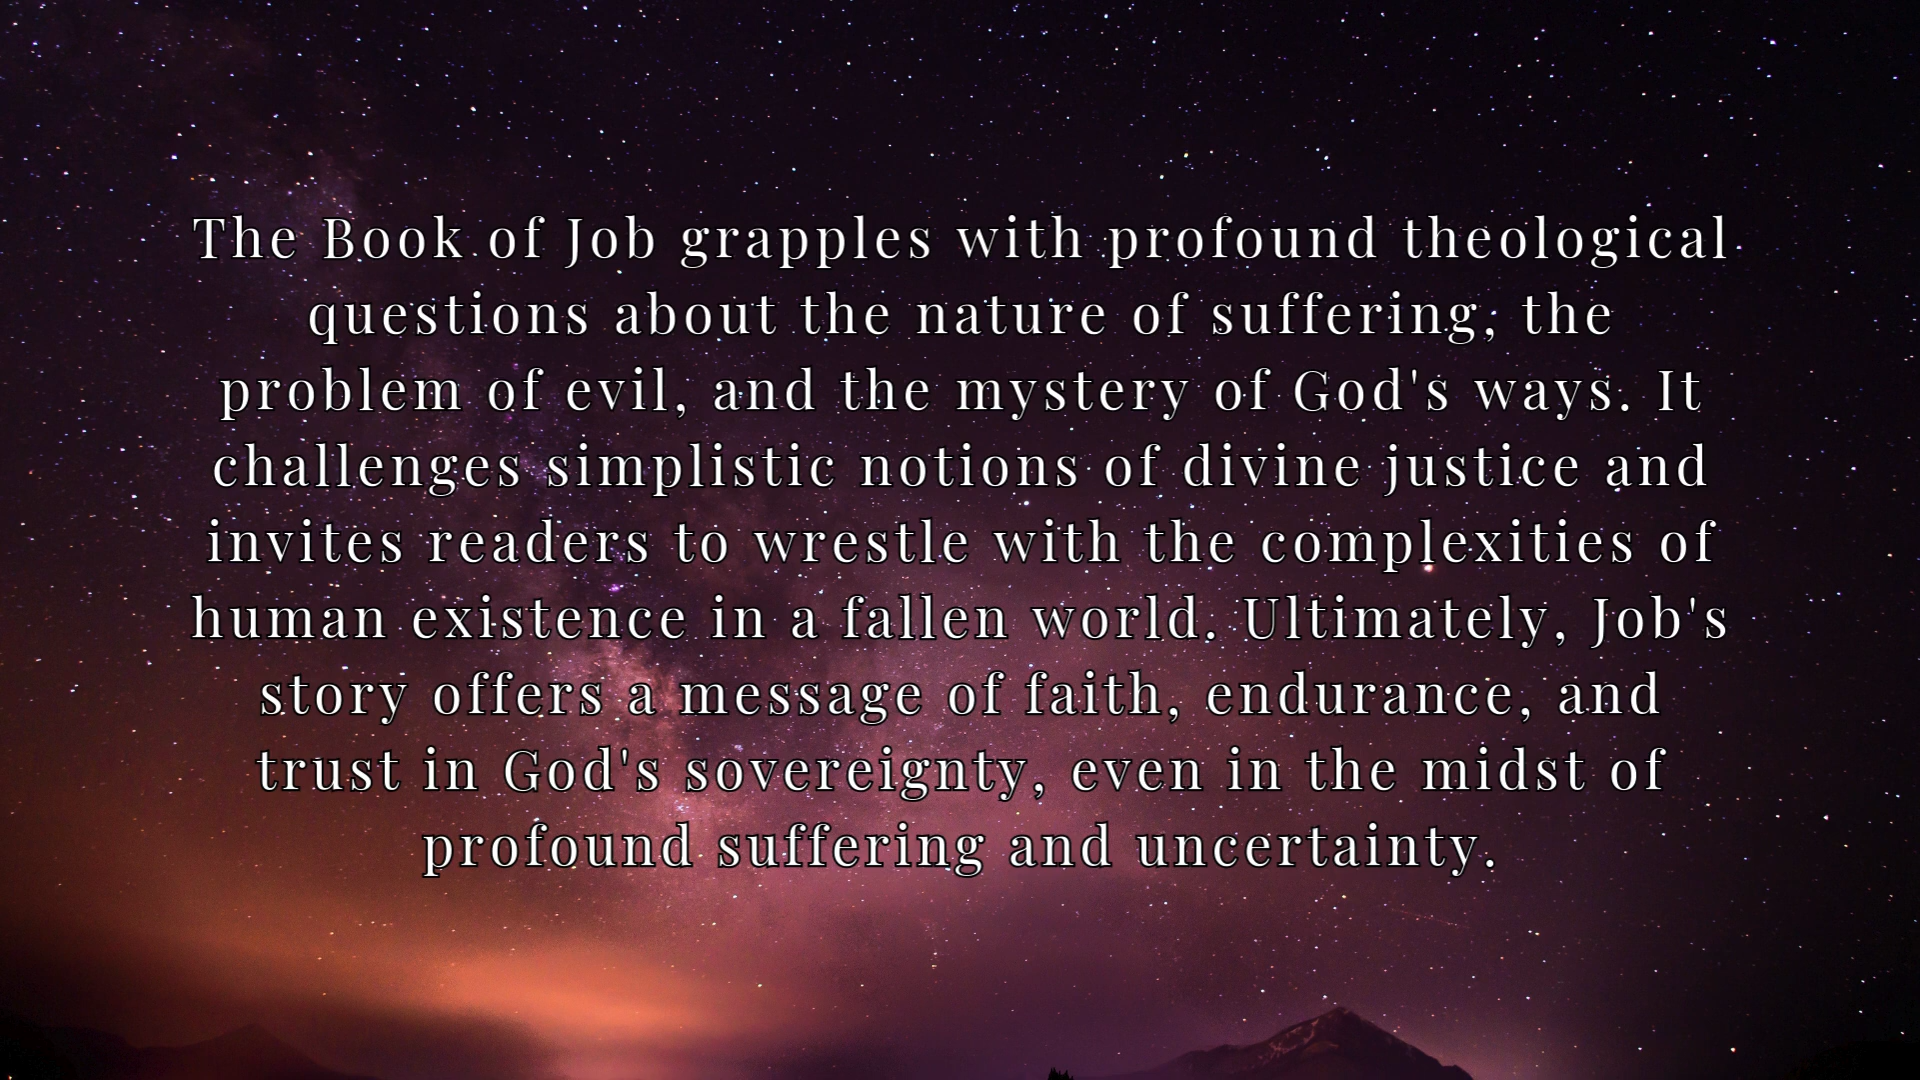 The Book of Job grapples with profound theological
questions about the nature of suffering, the
problem of evil, and the mystery of God's ways. It
challenges simplistic notions of divine justice and
invites readers to wrestle with the complexities of
human existence in a fallen world. Ultimately, Job's
story offers a message of faith, endurance, and
trust in God's sovereignty, even in the midst of
profound suffering and uncertainty.